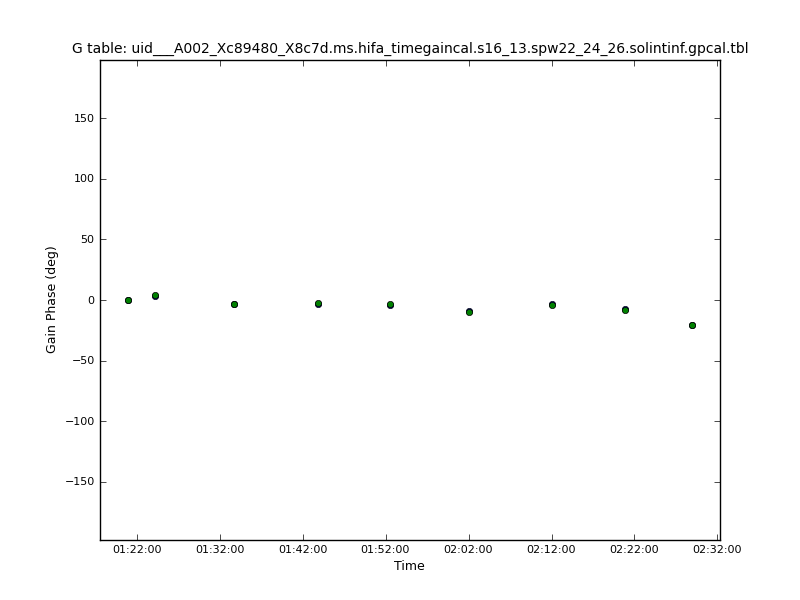 G table: uid___A002_Xc89480_X8c7d.ms.hifa_timegaincal.s16_13.spw22_24_26.solintinf.gpcal.tbl
Gain Phase (deg)
150
100
50
0
−50
−100
−150
01:22:00 01:32:00 01:42:00 01:52:00 02:02:00 02:12:00 02:22:00 02:32:00
Time